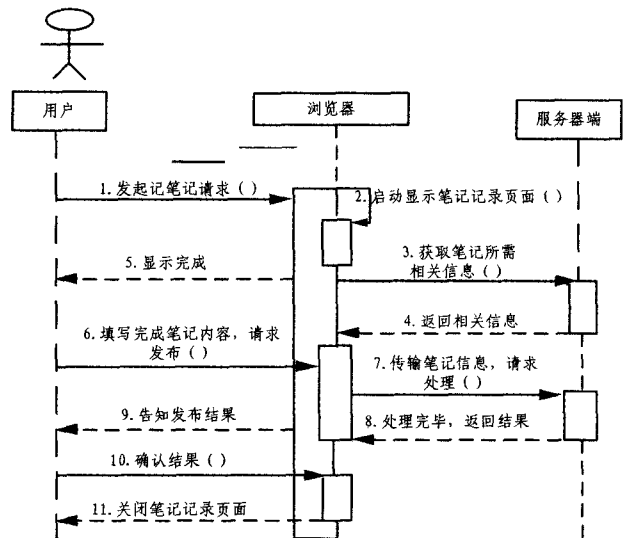 用户
浏览器
服务器端
1.发起记笔记请求（）
2.启动显示笔记记录页面（）
3.获取笔记所需
相关信息（）
4.返回相关信息
5.显示完成
6.填写完成笔记内容，请求
发布（）
7.传输笔记信息，请求
处理（）
8.处理完毕，返回结果
9.告知发布结果
10.确认结果（）
11.关闭笔记记录页面